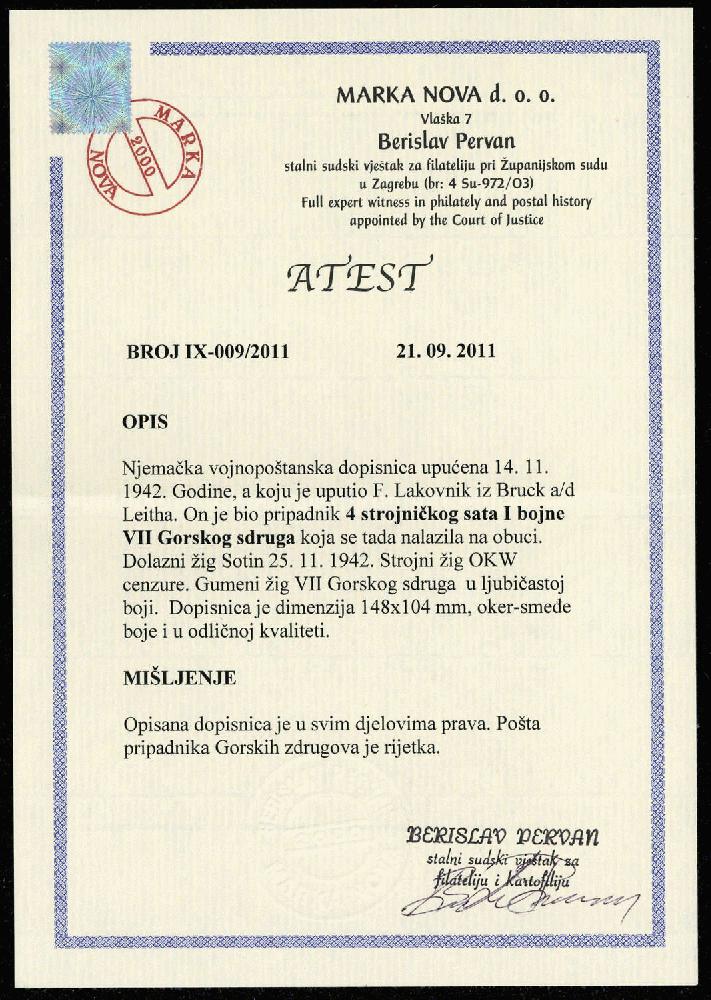 MARKA
2000
NOVA
MARKA NOVA d. o. o.
Vlaška 7
Berislav Pervan
stalni sudski vještak za filateliju pri Županijskom sudu
u Zagrebu (br: 4 Su-972/03)
Full expert witness in philately and postal history
appointed by the Court of Justice
ATEST
BROJ IX-009/2011 21. 09. 2011
OPIS
Njemačka vojnopoštanska dopisnica upućena 14. 11.
1942. Godine, a koju je uputio F. Lakovnik iz Bruck a/d
Leitha. On je bio pripadnik 4 strojničkog sata I bojne
VII Gorskog sdruga koja se tada nalazila na obuci.
Dolazni žig Sotin 25. 11. 1942. Strojni žig OKW
cenzure. Gumeni žig VII Gorskog sdruga u ljubičastoj
boji. Dopisnica je dimenzija 148x104 mm, oker-smeđe
boje i u odličnoj kvaliteti.
MIŠLJENJE
Opisana dopisnica je u svim djelovima prava. Pošta
pripadnika Gorskih zdrugova je rijetka.
BERISLAV PERVAN
stalni sudski vještak za
filateliju i kartofiliju